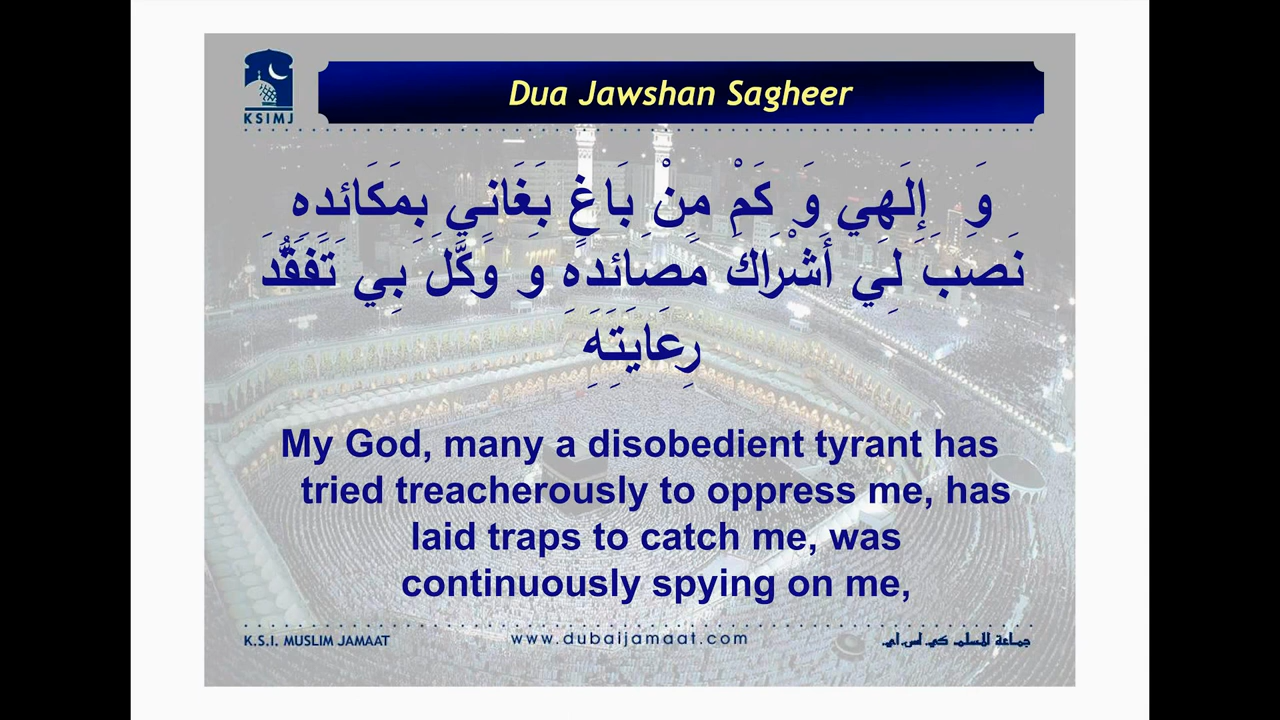 KSIMJ
Dua Jawshan Sagheer
وَ إِلَهِي وَ كَمْ مِنْ بَاغٍ بَغَانِي بِمَكَائِدِهِ
نَصَبَ لِي أَشْرَاكَ مَصَائِدِهِ وَ وَكَّلَ بِي تَفَقُّدَ
رِعَايَتِهِ
My God, many a disobedient tyrant has
tried treacherously to oppress me, has
laid traps to catch me, was
continuously spying on me,
K.S.I. MUSLIM JAMAAT
www.dubaijamaat.com